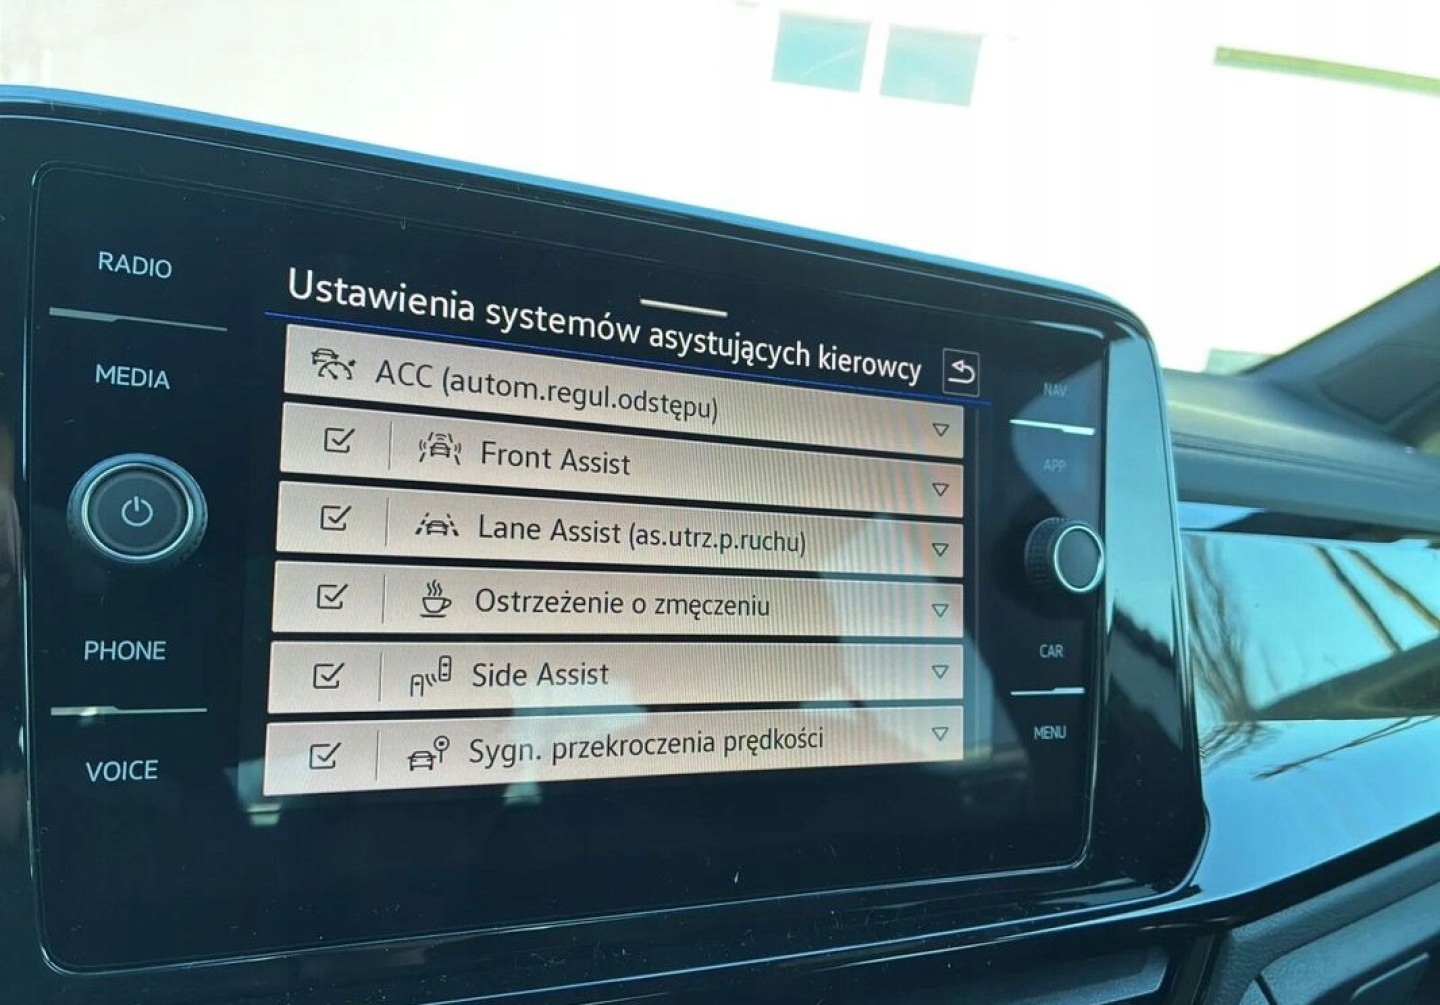 RADIO
MEDIA
PHONE
VOICE
Ustawienia systemów asystujących kierowcy
ACC (autom.regul.odstępu)
Front Assist
Lane Assist (as.utrz.p.ruchu)
Ostrzeżenie o zmęczeniu
Side Assist
Sygn. przekroczenia prędkości
NAV
APP
CAR
MENU